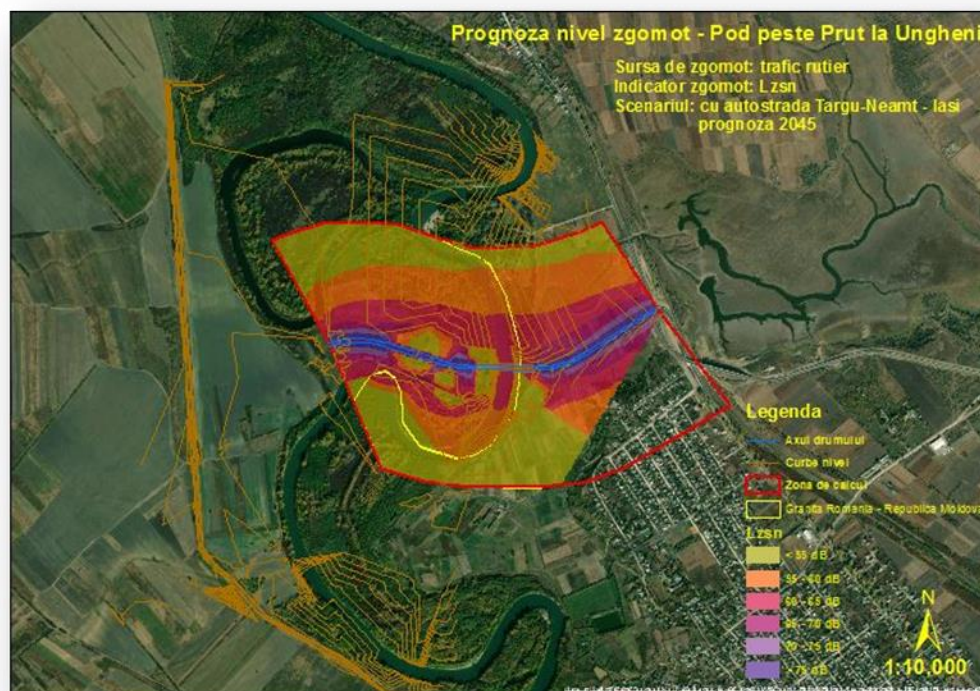 Prognoza nivel zgomot - Pod peste Prut la Ungheni
Sursa de zgomot: trafic rutier
Indicator zgomot: Lzsn
Scenariul: cu autostrada Targu-Neamt - Iasi
prognoza 2045
Legenda
Axul drumului
Curbe nivel
Zona de calcul
Granita Romania - Republica Moldova
Lzsn
< 55 dB
55 - 60 dB
60 - 65 dB
65 - 70 dB
70 - 75 dB
>75 dB
N
1:10,000